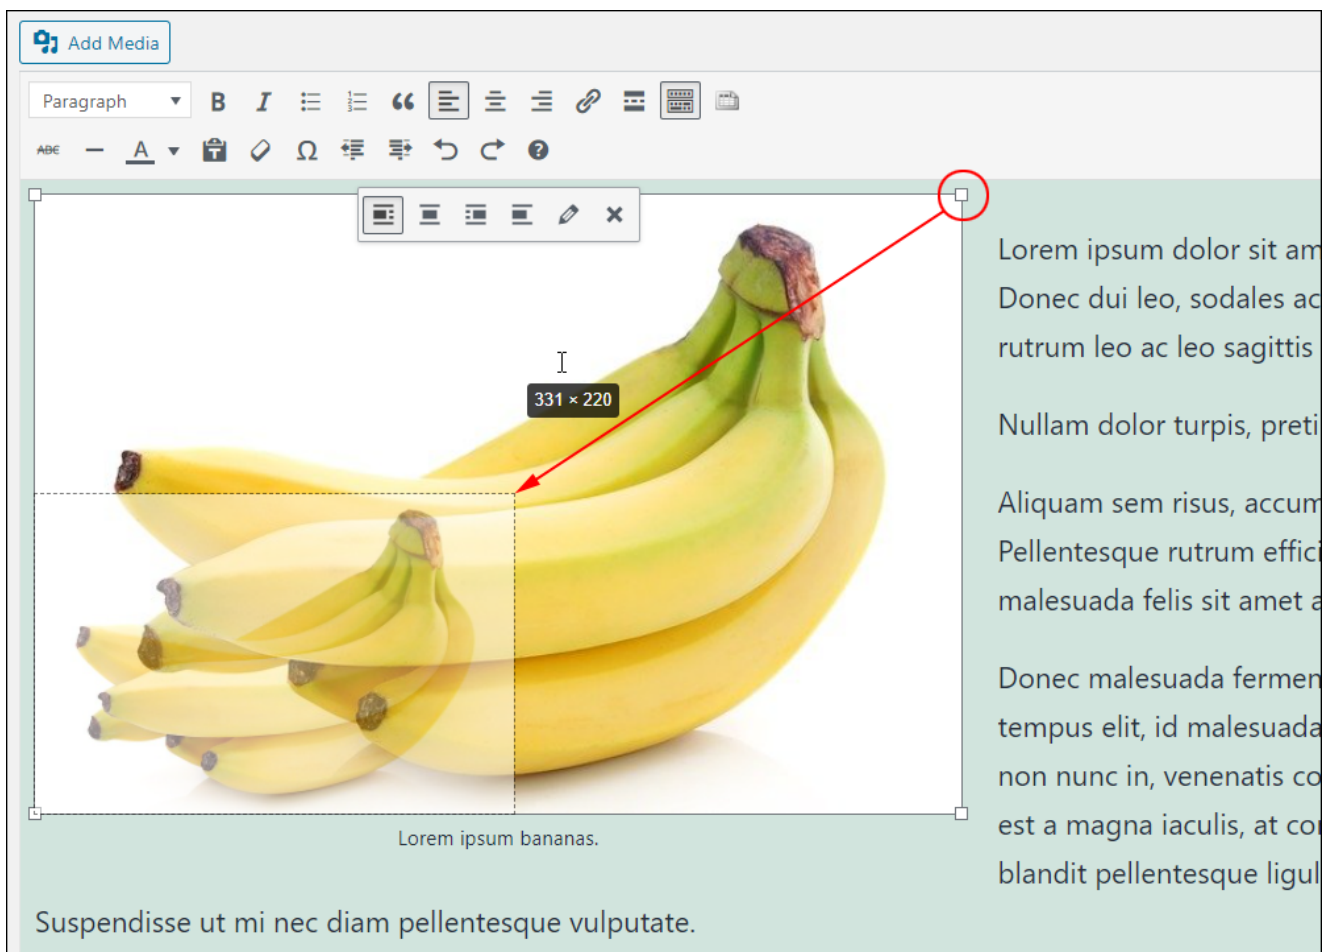 Add Media
Paragraph
B I
ABC A Ω
331 × 220
Lorem ipsum dolor sit am
Donec dui leo, sodales ac
rutrum leo ac leo sagittis
Nullam dolor turpis, preti
Aliquam sem risus, accum
Pellentesque rutrum effici
malesuada felis sit amet a
Donec malesuada fermen
tempus elit, id malesuada
non nunc in, venenatis co
est a magna iaculis, at con
blandit pellentesque ligul
Lorem ipsum bananas.
Suspendisse ut mi nec diam pellentesque vulputate.